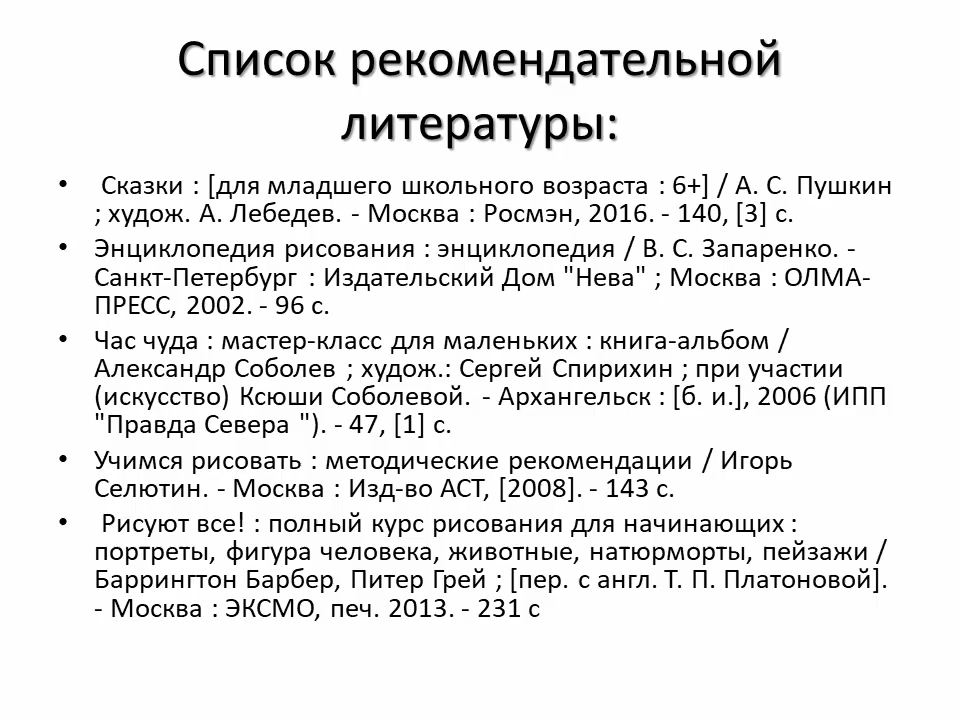 Список рекомендательной
литературы:
• Сказки : [для младшего школьного возраста : 6+] / А. С. Пушкин
; худож. А. Лебедев. - Москва : Росмэн, 2016. - 140, [3] с.
• Энциклопедия рисования : энциклопедия / В. С. Запаренко. -
Санкт-Петербург : Издательский Дом "Нева" ; Москва : ОЛМА-
ПРЕСС, 2002. - 96 с.
• Час чуда : мастер-класс для маленьких : книга-альбом /
Александр Соболев ; худож.: Сергей Спирихин ; при участии
(искусство) Ксюши Соболевой. - Архангельск : [б. и.], 2006 (ИПП
"Правда Севера "). - 47, [1] с.
• Учимся рисовать : методические рекомендации / Игорь
Селютин. - Москва : Изд-во АСТ, [2008]. - 143 с.
• Рисуют все! : полный курс рисования для начинающих :
портреты, фигура человека, животные, натюрморты, пейзажи /
Баррингтон Барбер, Питер Грей ; [пер. с англ. Т. П. Платоновой].
- Москва : ЭКСМО, печ. 2013. - 231 с